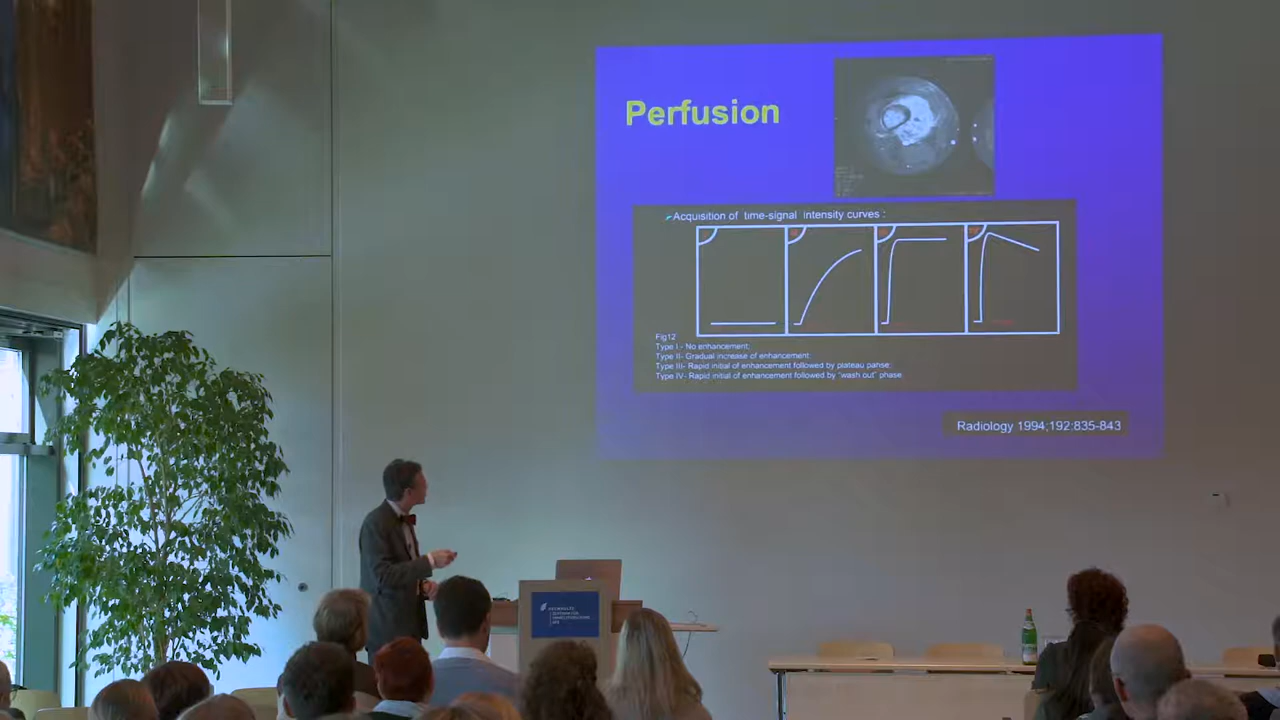 Perfusion
Acquisition of time-signal intensity curves :
Fig12
Type I - No enhancement;
Type II- Gradual increase of enhancement;
Type III- Rapid initial of enhancement followed by plateau panse;
Type IV- Rapid initial of enhancement followed by "wash out" phase
Radiology 1994;192:835-843